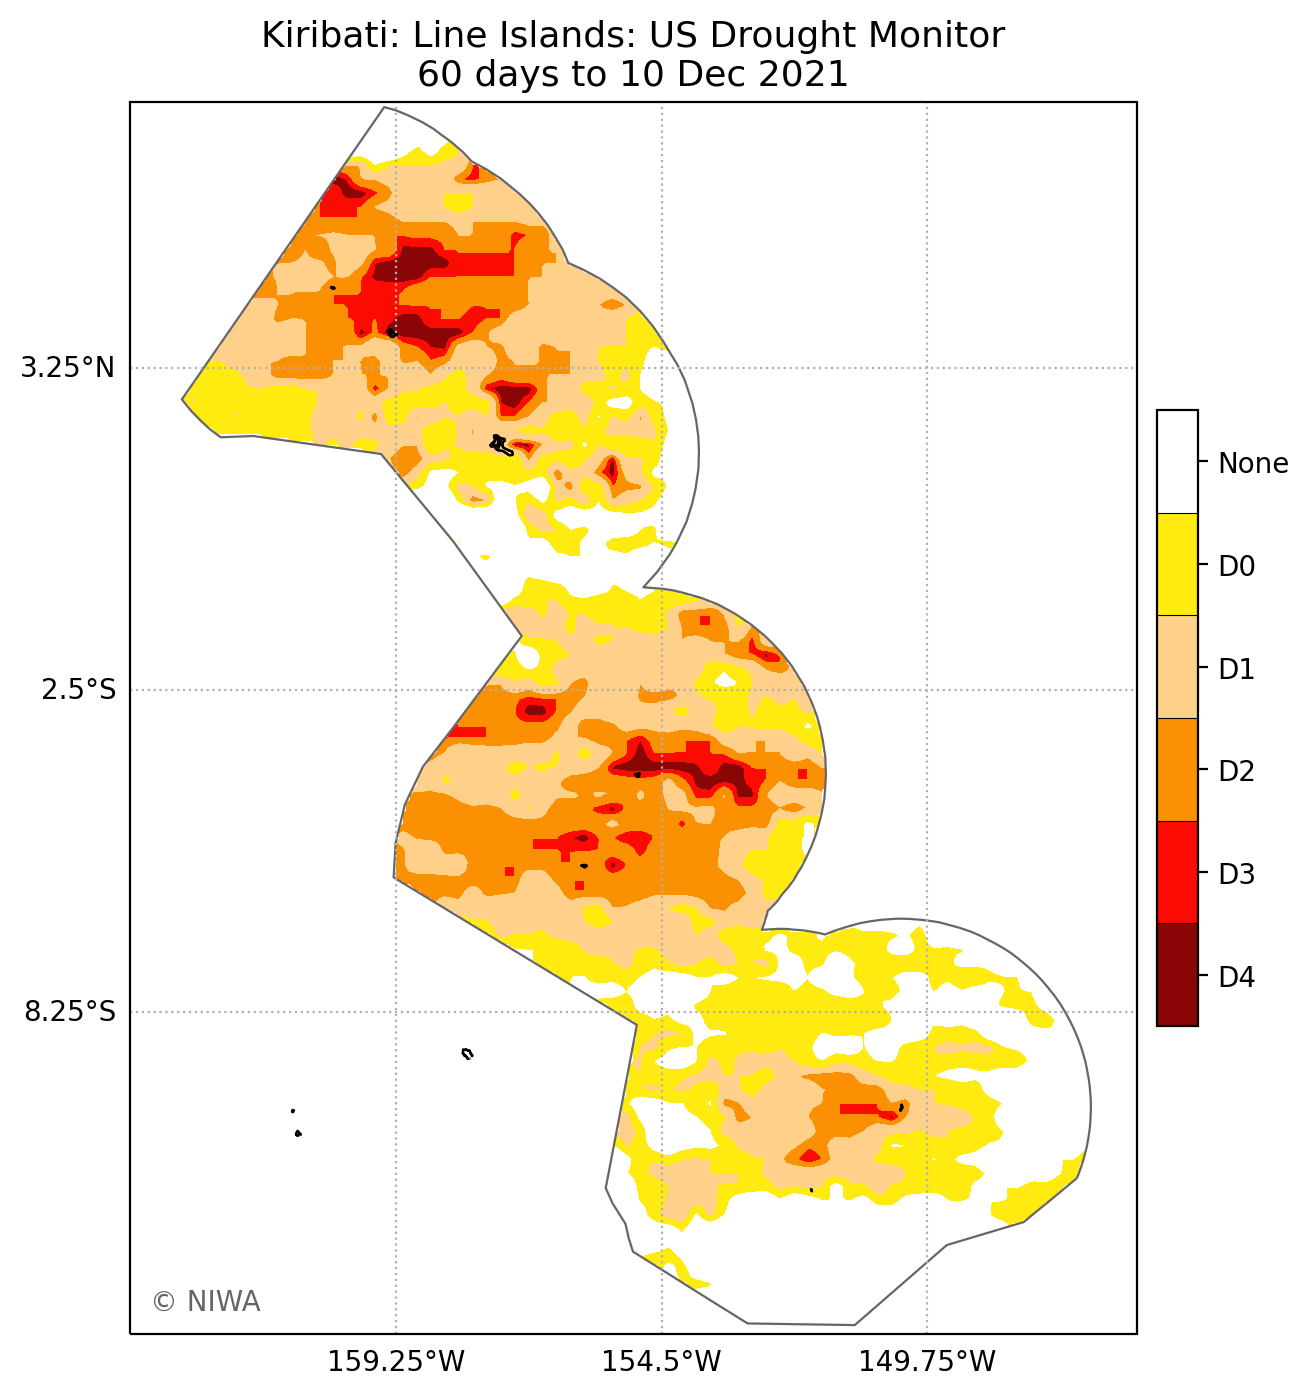 Kiribati: Line Islands: US Drought Monitor
60 days to 10 Dec 2021
3.25°N
2.5°S
8.25°S
159.25°W
154.5°W
149.75°W
None
D0
D1
D2
D3
D4
© NIWA